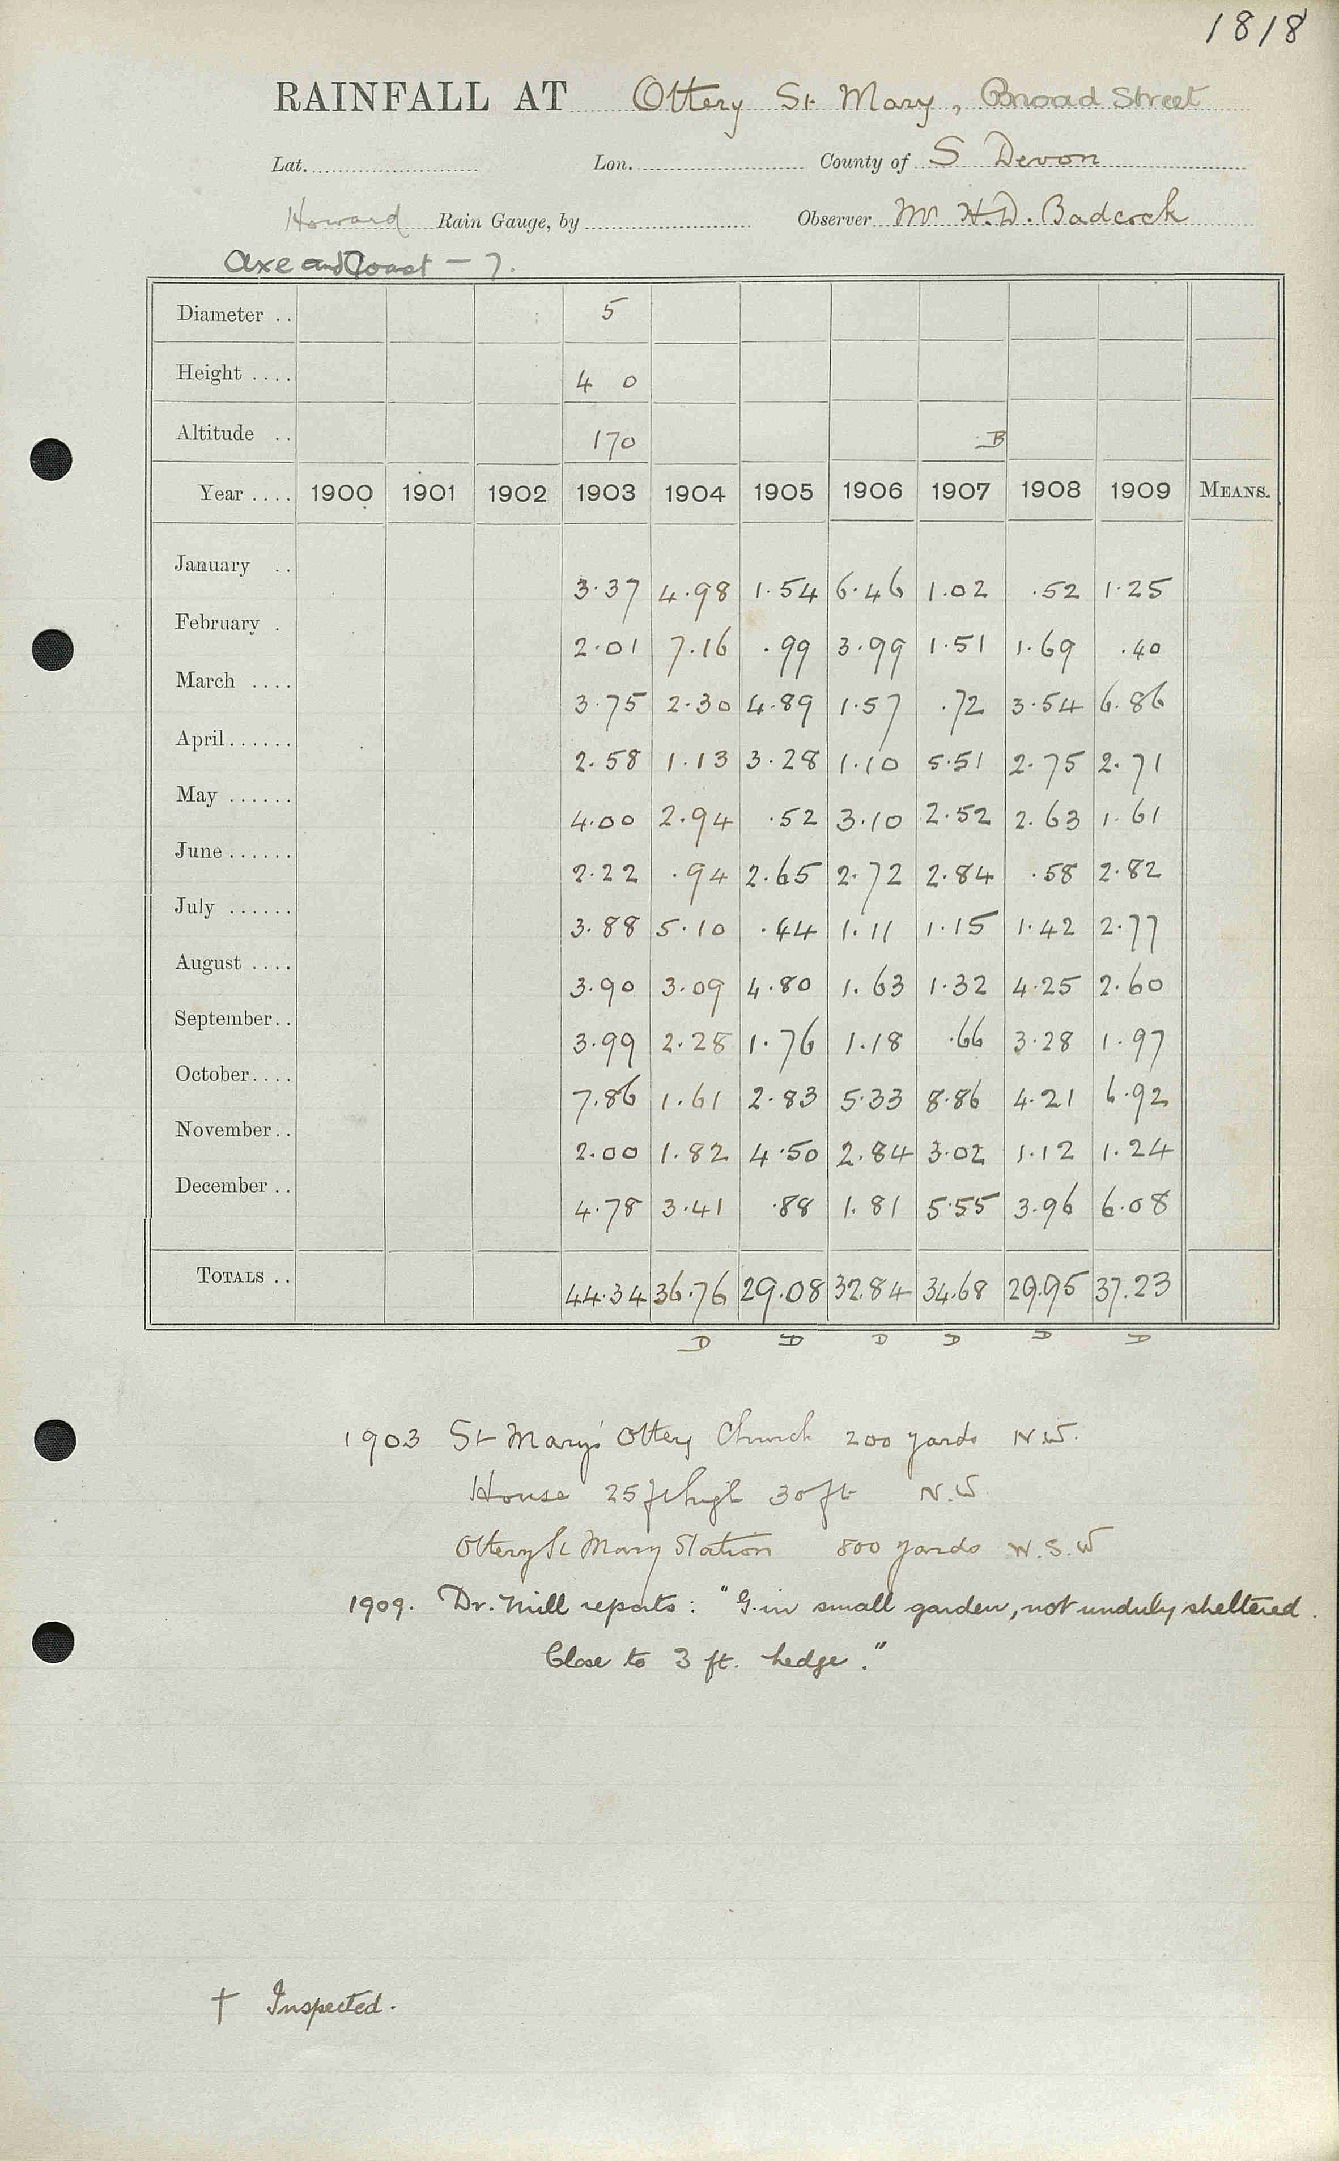 1818
RAINFALL AT Ottery St Mary, Broad Street
Lat. Lon. County of S Devon
Howard Rain Gauge, by Observer Mr H.D. Badcock
Axe and Coast - 7.
Diameter .. 5
Height .... 4 0
Altitude .. 170 B
Year .... 1900 1901 1902 1903 1904 1905 1906 1907 1908 1909 MEANS.
January .. 3.37 4.98 1.54 6.46 1.02 .52 1.25
February . 2.01 7.16 .99 3.99 1.51 1.69 .40
March .... 3.75 2.30 4.89 1.57 .72 3.54 6.86
April ...... 2.58 1.13 3.28 1.10 5.51 2.75 2.71
May ...... 4.00 2.94 .52 3.10 2.52 2.63 1.61
June ...... 2.22 .94 2.65 2.72 2.84 .58 2.82
July ...... 3.88 5.10 .44 1.11 1.15 1.42 2.77
August .... 3.90 3.09 4.80 1.63 1.32 4.25 2.60
September .. 3.99 2.28 1.76 1.18 .66 3.28 1.97
October .... 7.86 1.61 2.83 5.33 8.86 4.21 6.92
November .. 2.00 1.82 4.50 2.84 3.02 1.12 1.24
December .. 4.78 3.41 .88 1.81 5.55 3.96 6.08
TOTALS .. 44.34 36.76 29.08 32.84 34.68 29.95 37.23
D D D D D D
1903 St Mary's Ottery Church 200 yards N.W.
House 25 ft high 30 ft N.W
Ottery St Mary Station 800 yards W.S.W
1909. Dr. Mill reports: "G. in small garden, not unduly sheltered.
Close to 3 ft. hedge."
† Inspected.